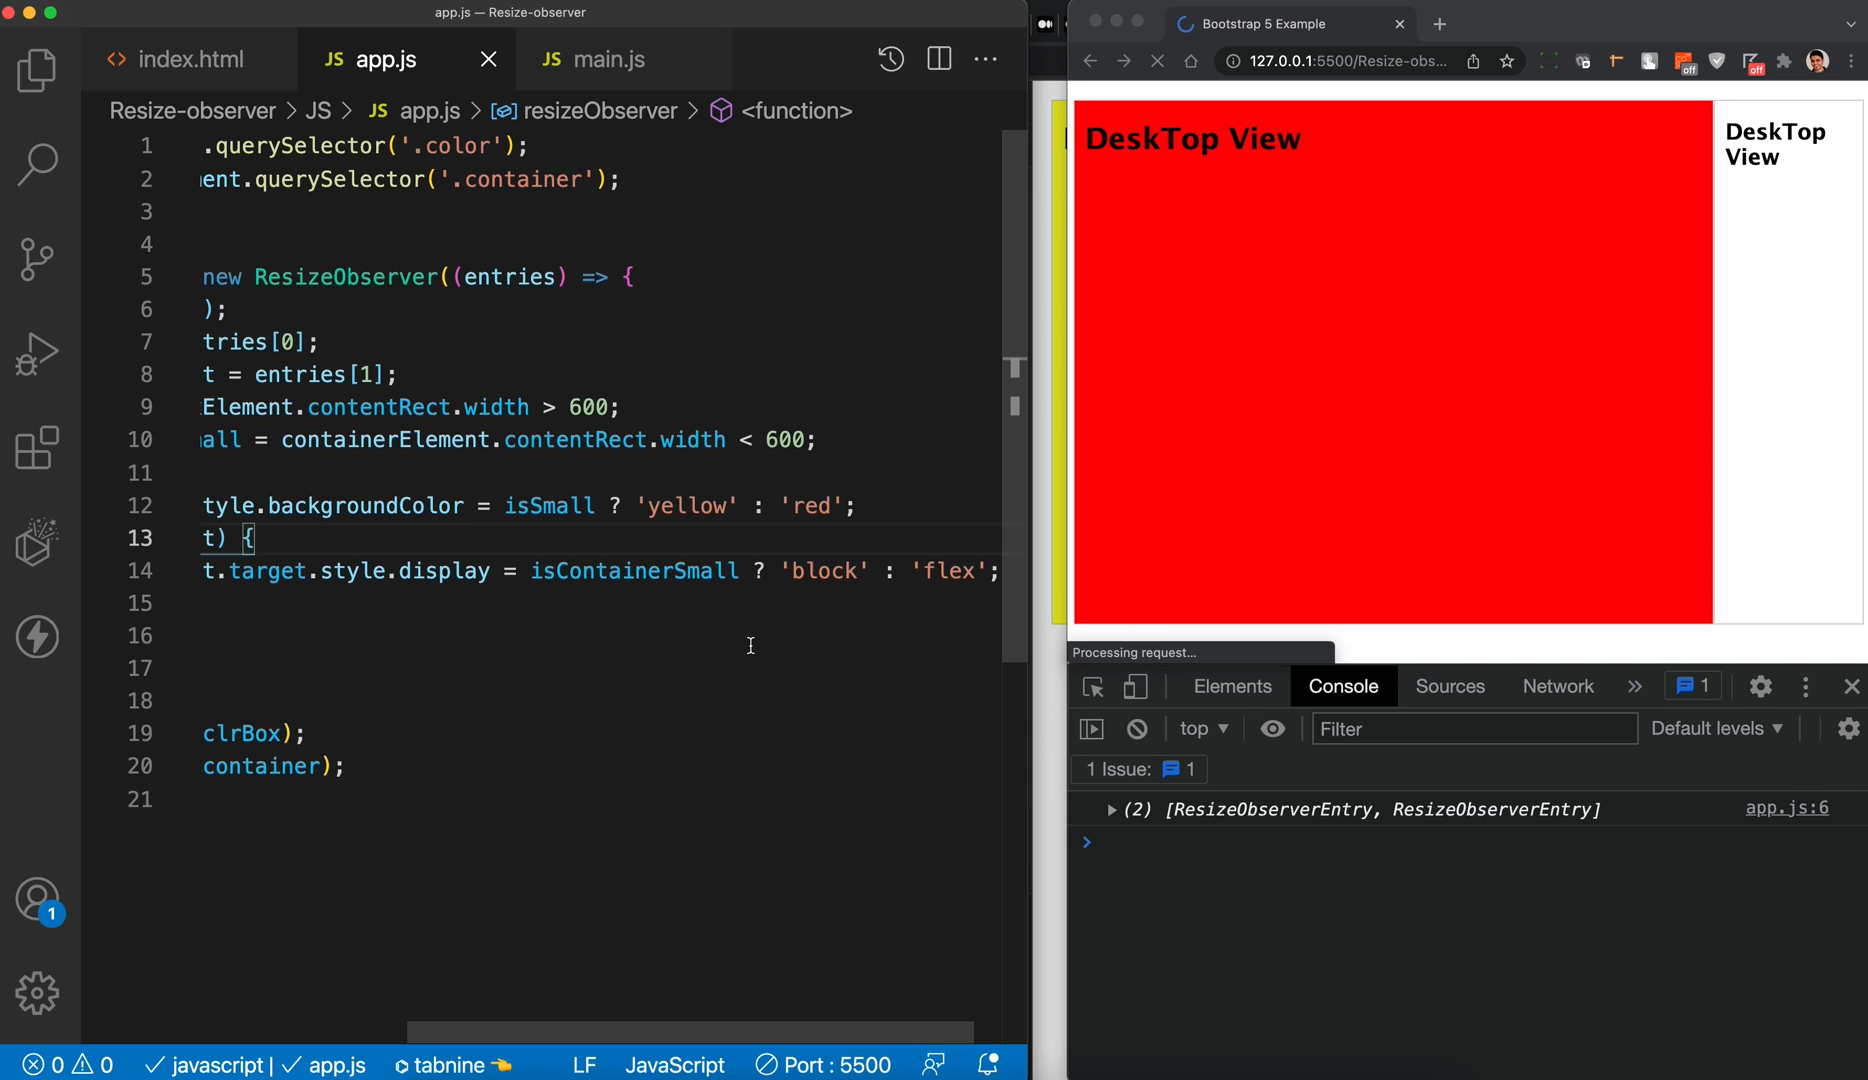 app.js — Resize-observer
<> index.html
JS app.js
JS main.js
Resize-observer > JS > JS app.js > resizeObserver > <function>
1 .querySelector('.color');
2 ent.querySelector('.container');
3
4
5 new ResizeObserver((entries) => {
6 );
7 tries[0];
8 t = entries[1];
9 Element.contentRect.width > 600;
10 all = containerElement.contentRect.width < 600;
11
12 tyle.backgroundColor = isSmall ? 'yellow' : 'red';
13 t) {
14 t.target.style.display = isContainerSmall ? 'block' : 'flex';
15
16
17
18
19 clrBox);
20 container);
21
1
0 0 javascript | app.js tabnine LF JavaScript Port : 5500
Bootstrap 5 Example
127.0.0.1:5500/Resize-obs...
off
off
DeskTop View
DeskTop
View
Processing request...
Elements Console Sources Network » 1
top Filter Default levels
1 Issue: 1
(2) [ResizeObserverEntry, ResizeObserverEntry] app.js:6
>